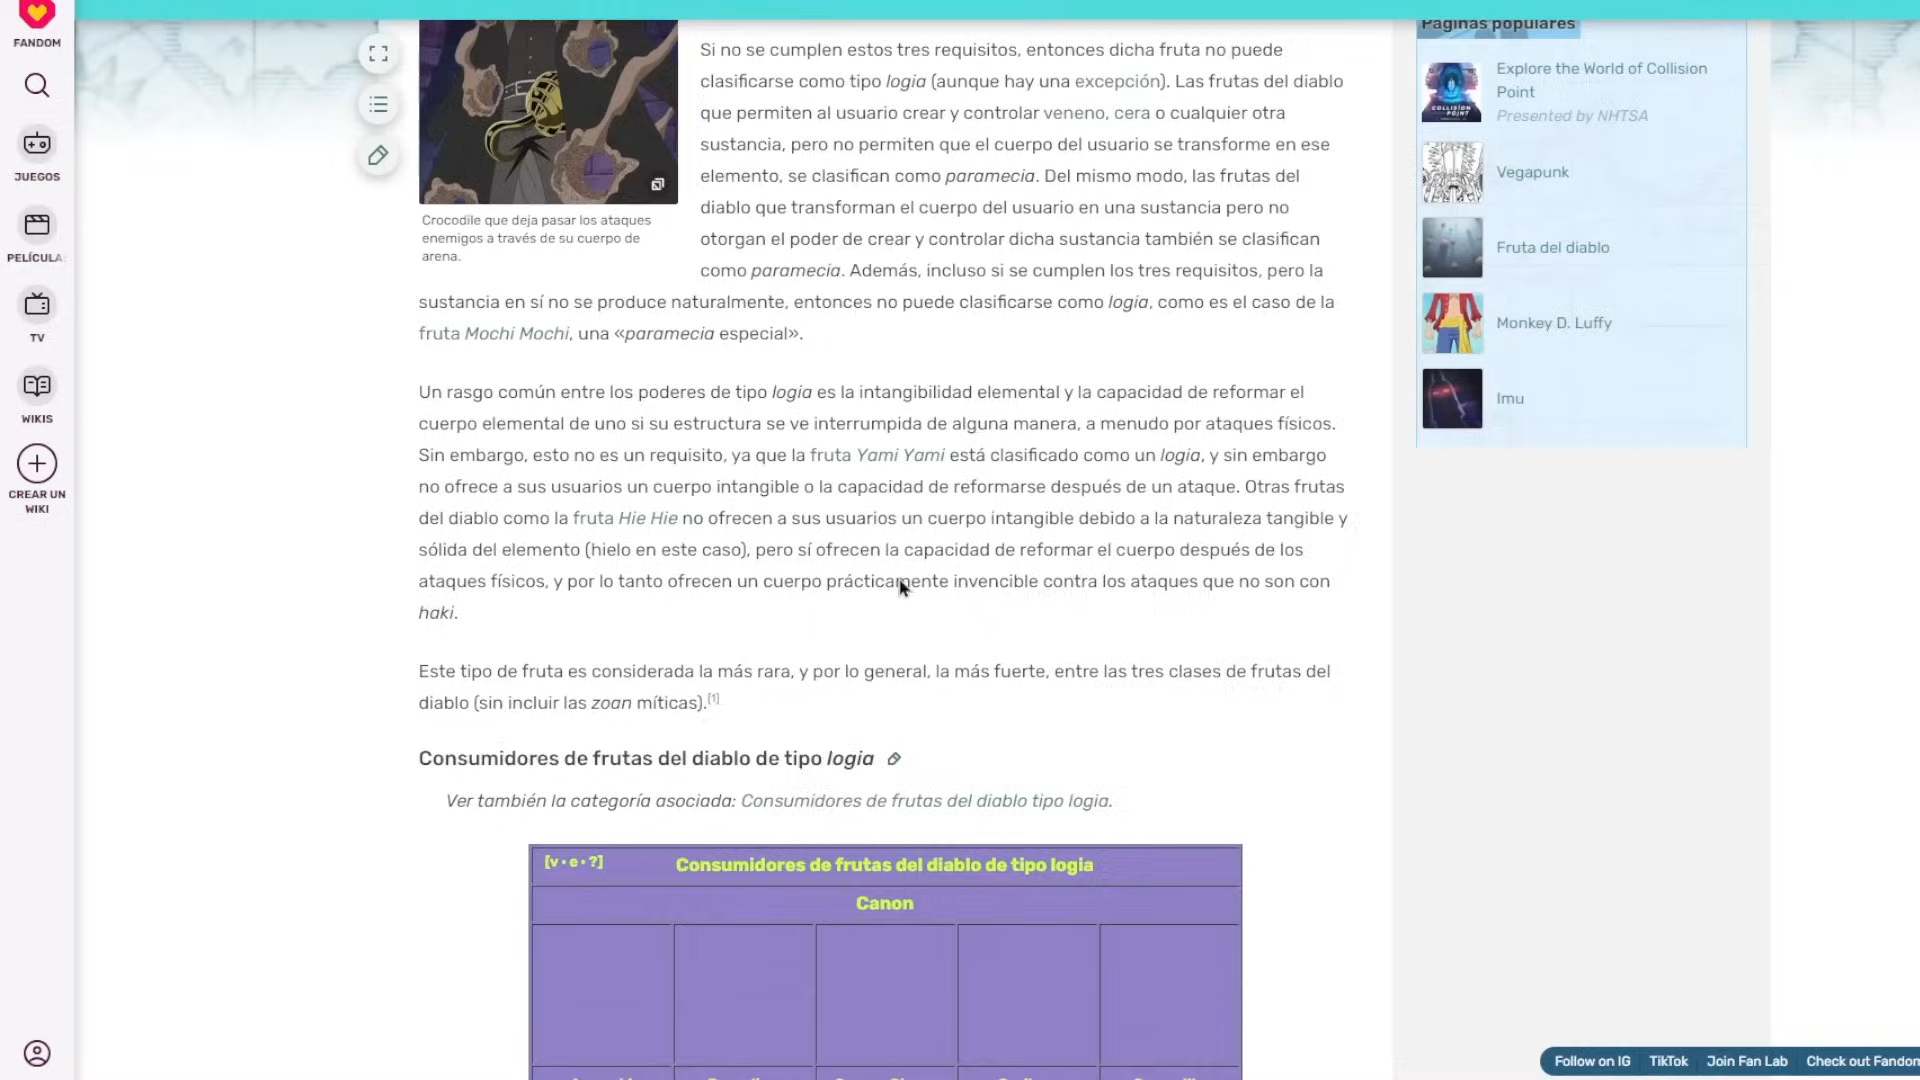 FANDOM
JUEGOS
PELÍCULA
TV
WIKIS
CREAR UN
WIKI
Crocodile que deja pasar los ataques
enemigos a través de su cuerpo de
arena.
Si no se cumplen estos tres requisitos, entonces dicha fruta no puede
clasificarse como tipo logia (aunque hay una excepción). Las frutas del diablo
que permiten al usuario crear y controlar veneno, cera o cualquier otra
sustancia, pero no permiten que el cuerpo del usuario se transforme en ese
elemento, se clasifican como paramecia. Del mismo modo, las frutas del
diablo que transforman el cuerpo del usuario en una sustancia pero no
otorgan el poder de crear y controlar dicha sustancia también se clasifican
como paramecia. Además, incluso si se cumplen los tres requisitos, pero la
sustancia en sí no se produce naturalmente, entonces no puede clasificarse como logia, como es el caso de la
fruta Mochi Mochi, una «paramecia especial».
Un rasgo común entre los poderes de tipo logia es la intangibilidad elemental y la capacidad de reformar el
cuerpo elemental de uno si su estructura se ve interrumpida de alguna manera, a menudo por ataques físicos.
Sin embargo, esto no es un requisito, ya que la fruta Yami Yami está clasificado como un logia, y sin embargo
no ofrece a sus usuarios un cuerpo intangible o la capacidad de reformarse después de un ataque. Otras frutas
del diablo como la fruta Hie Hie no ofrecen a sus usuarios un cuerpo intangible debido a la naturaleza tangible y
sólida del elemento (hielo en este caso), pero sí ofrecen la capacidad de reformar el cuerpo después de los
ataques físicos, y por lo tanto ofrecen un cuerpo prácticamente invencible contra los ataques que no son con
haki.
Este tipo de fruta es considerada la más rara, y por lo general, la más fuerte, entre las tres clases de frutas del
diablo (sin incluir las zoan míticas).[1]
Consumidores de frutas del diablo de tipo logia
Ver también la categoría asociada: Consumidores de frutas del diablo tipo logia.
[v · e · ?]
Consumidores de frutas del diablo de tipo logia
Canon
Páginas populares
Explore the World of Collision
Point
Presented by NHTSA
COLLISION
POINT
Vegapunk
Fruta del diablo
Monkey D. Luffy
Imu
Follow on IG
TikTok
Join Fan Lab
Check out Fandom